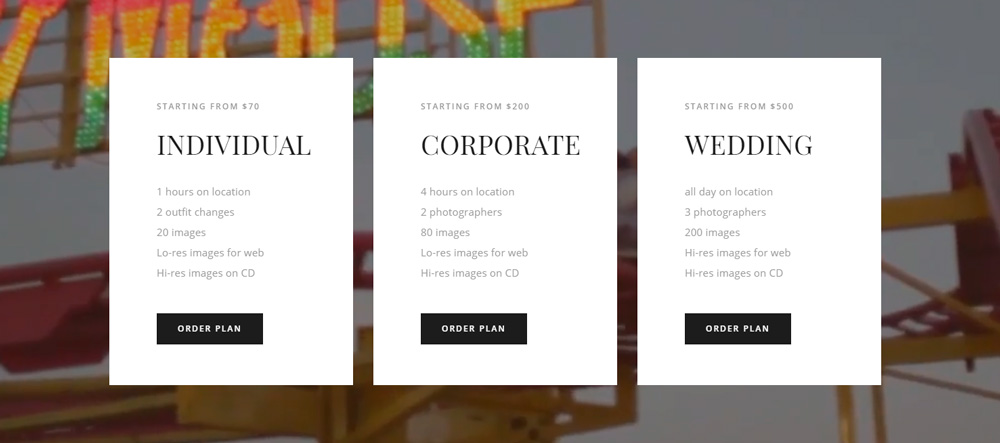 STARTING FROM $70
INDIVIDUAL
1 hours on location
2 outfit changes
20 images
Lo-res images for web
Hi-res images on CD
ORDER PLAN
STARTING FROM $200
CORPORATE
4 hours on location
2 photographers
80 images
Lo-res images for web
Hi-res images on CD
ORDER PLAN
STARTING FROM $500
WEDDING
all day on location
3 photographers
200 images
Hi-res images for web
Hi-res images on CD
ORDER PLAN